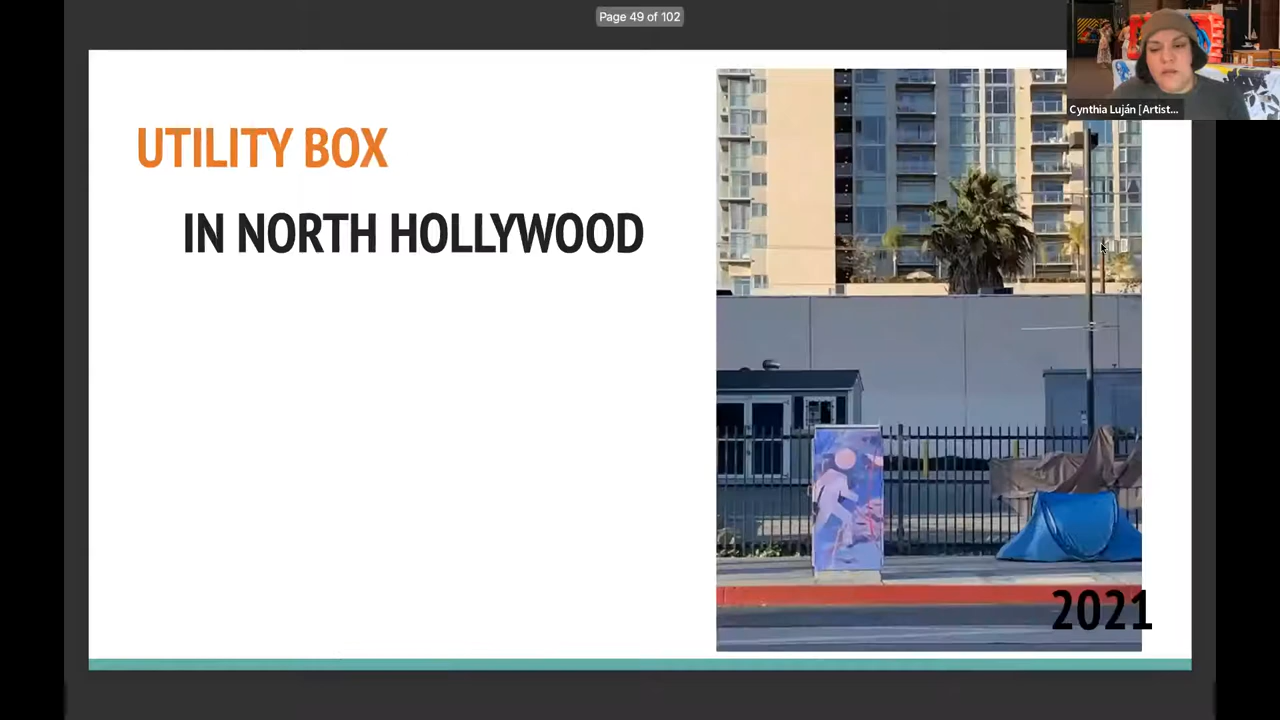 Page 49 of 102
Cynthia Luján [Artist...
UTILITY BOX
IN NORTH HOLLYWOOD
2021